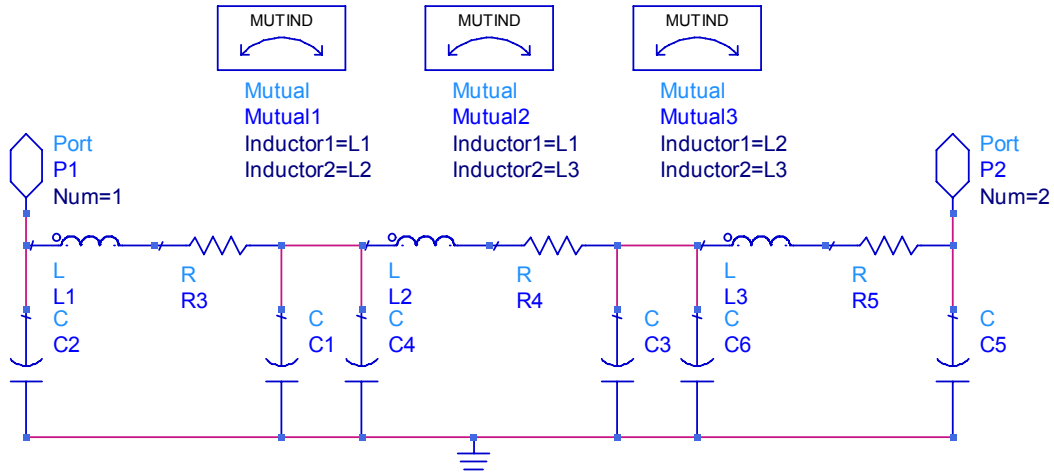 MUTIND
MUTIND
MUTIND
Mutual
Mutual1
Inductor1=L1
Inductor2=L2
Mutual
Mutual2
Inductor1=L1
Inductor2=L3
Mutual
Mutual3
Inductor1=L2
Inductor2=L3
Port
P1
Num=1
Port
P2
Num=2
L
L1
R
R3
L
L2
R
R4
L
L3
R
R5
C
C2
C
C1
C
C4
C
C3
C
C6
C
C5